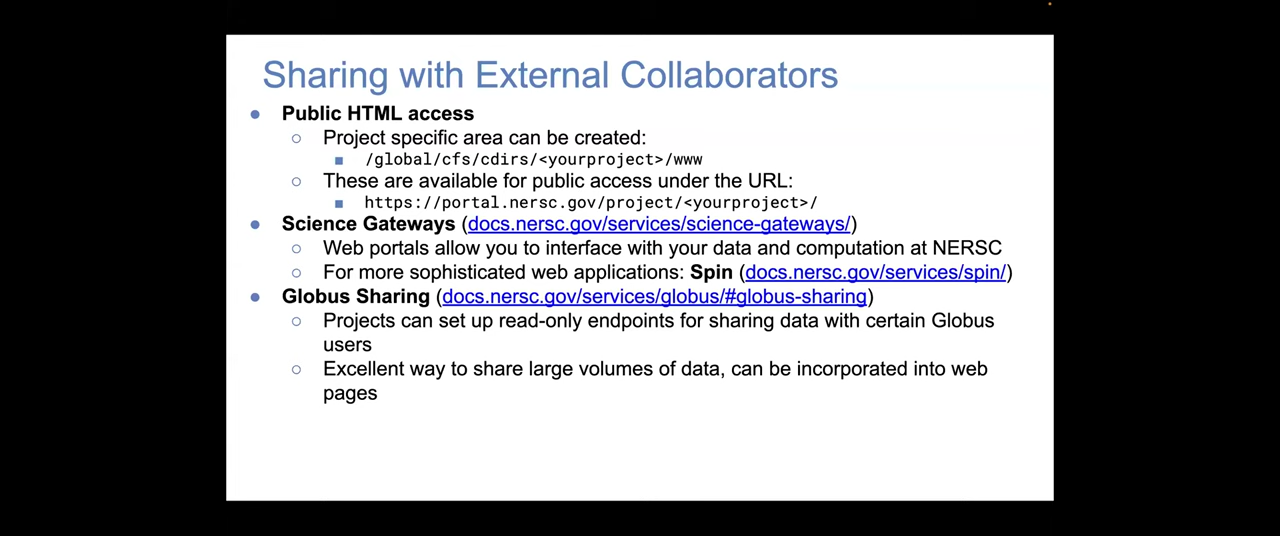 Sharing with External Collaborators
● Public HTML access
○ Project specific area can be created:
■ /global/cfs/cdirs/<yourproject>/www
○ These are available for public access under the URL:
■ https://portal.nersc.gov/project/<yourproject>/
● Science Gateways (docs.nersc.gov/services/science-gateways/)
○ Web portals allow you to interface with your data and computation at NERSC
○ For more sophisticated web applications: Spin (docs.nersc.gov/services/spin/)
● Globus Sharing (docs.nersc.gov/services/globus/#globus-sharing)
○ Projects can set up read-only endpoints for sharing data with certain Globus
users
○ Excellent way to share large volumes of data, can be incorporated into web
pages